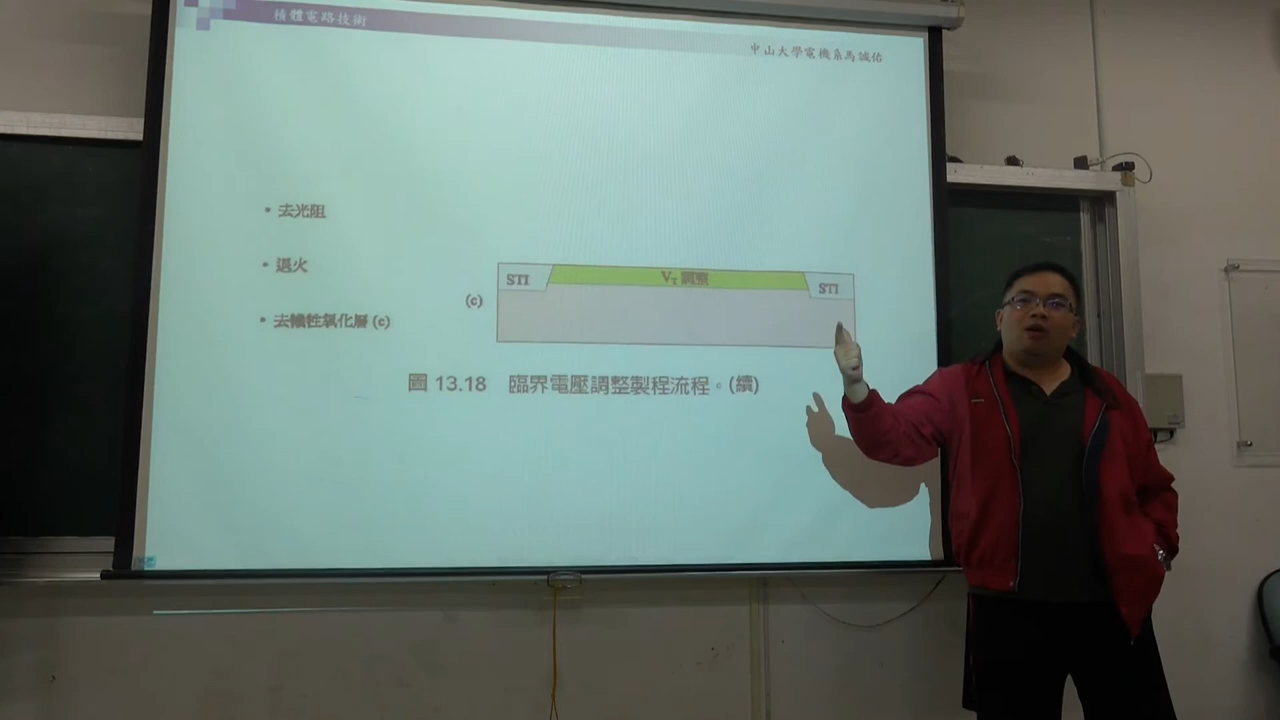 積體電路技術
中山大學電機系馬誠佑
• 去光阻
• 退火
• 去犧牲氧化層 (c)
(c)
STI
V_T 調整
STI
圖 13.18 臨界電壓調整製程流程。(續)